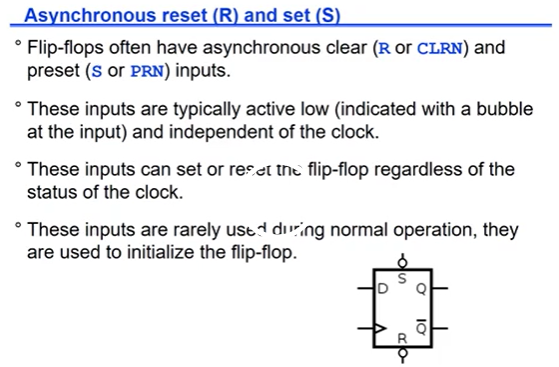 Asynchronous reset (R) and set (S)
° Flip-flops often have asynchronous clear (R or CLRN) and
preset (S or PRN) inputs.
° These inputs are typically active low (indicated with a bubble
at the input) and independent of the clock.
° These inputs can set or reset the flip-flop regardless of the
status of the clock.
° These inputs are rarely used during normal operation, they
are used to initialize the flip-flop.
S
D Q
Q̅
R